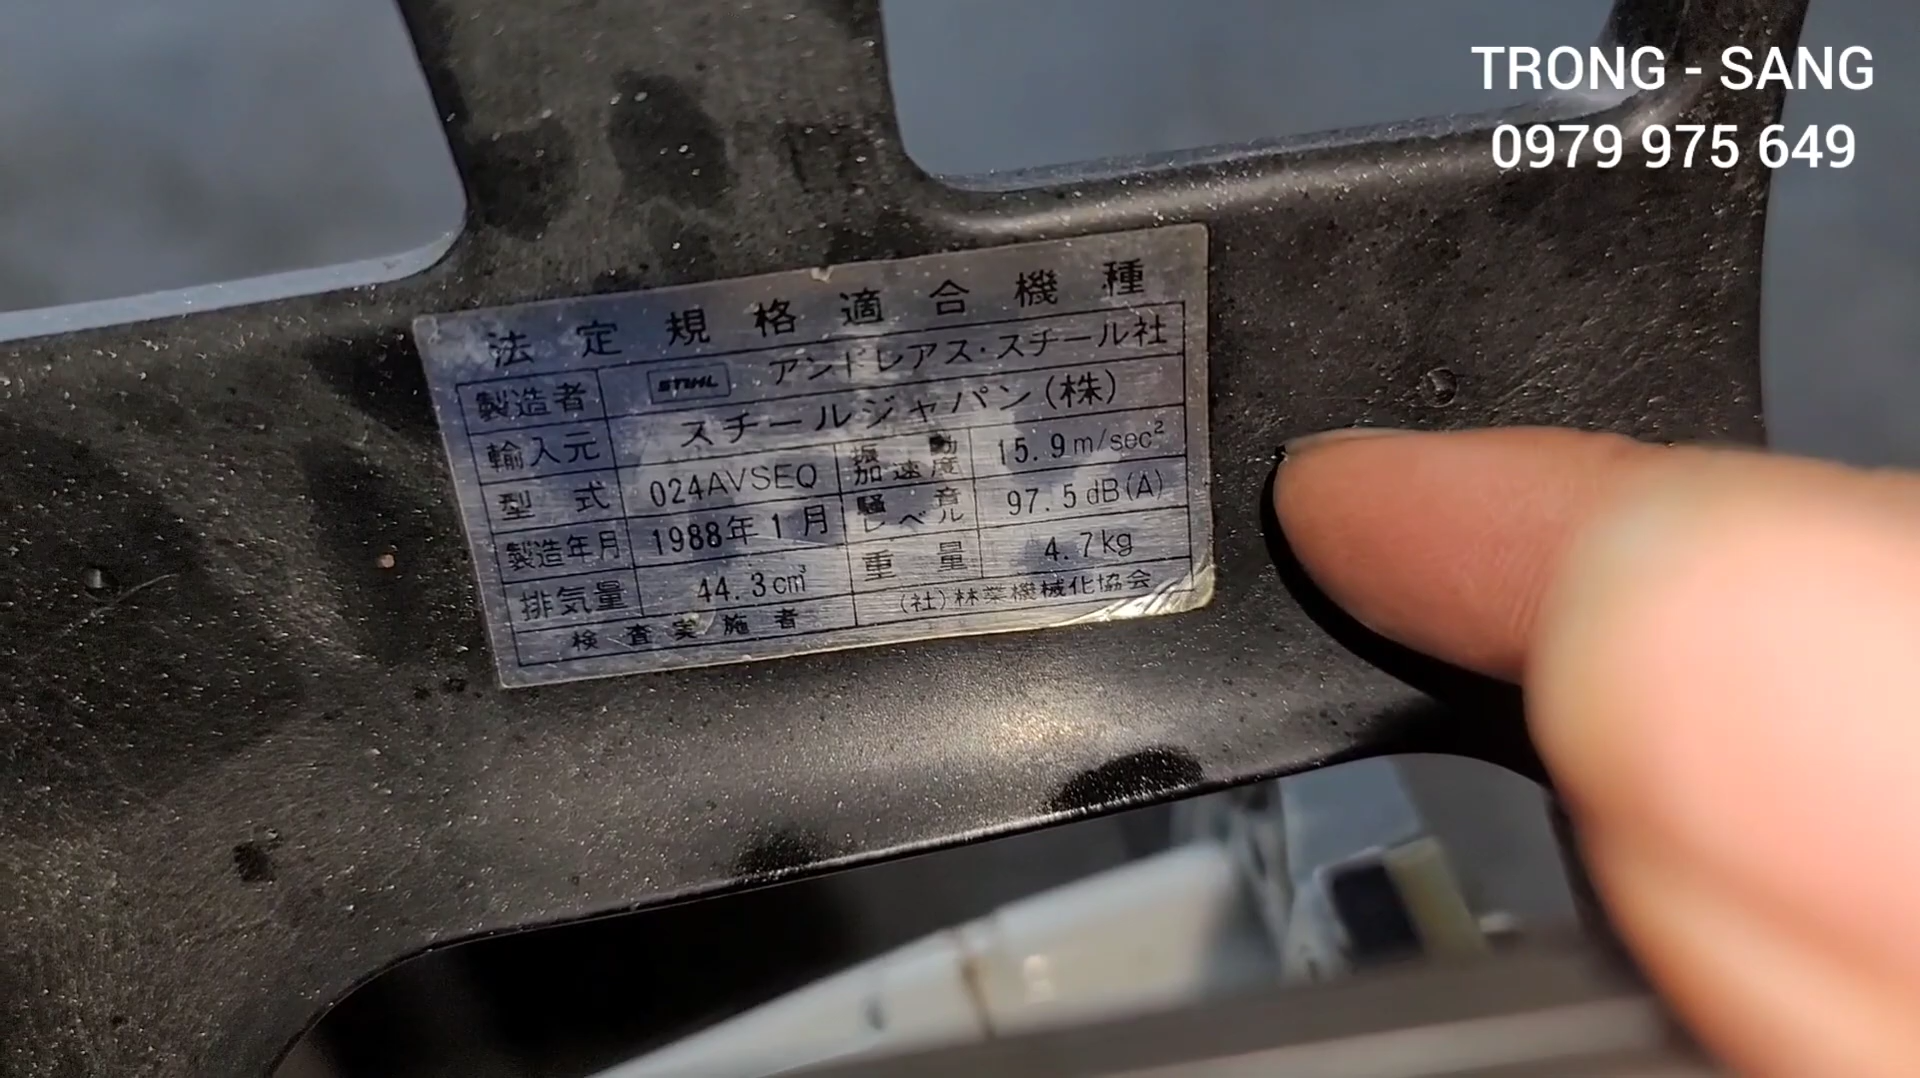 TRONG - SANG
0979 975 649
法定規格適合機種
製造者 STIHL アンドレアス・スチール社
輸入元 スチールジャパン(株)
型式 024AVSEQ 振動加速度 15.9m/sec²
製造年月 1988年1月 騒音レベル 97.5dB(A)
排気量 44.3cm³ 重量 4.7kg
検査実施者 (社)林業機械化協会